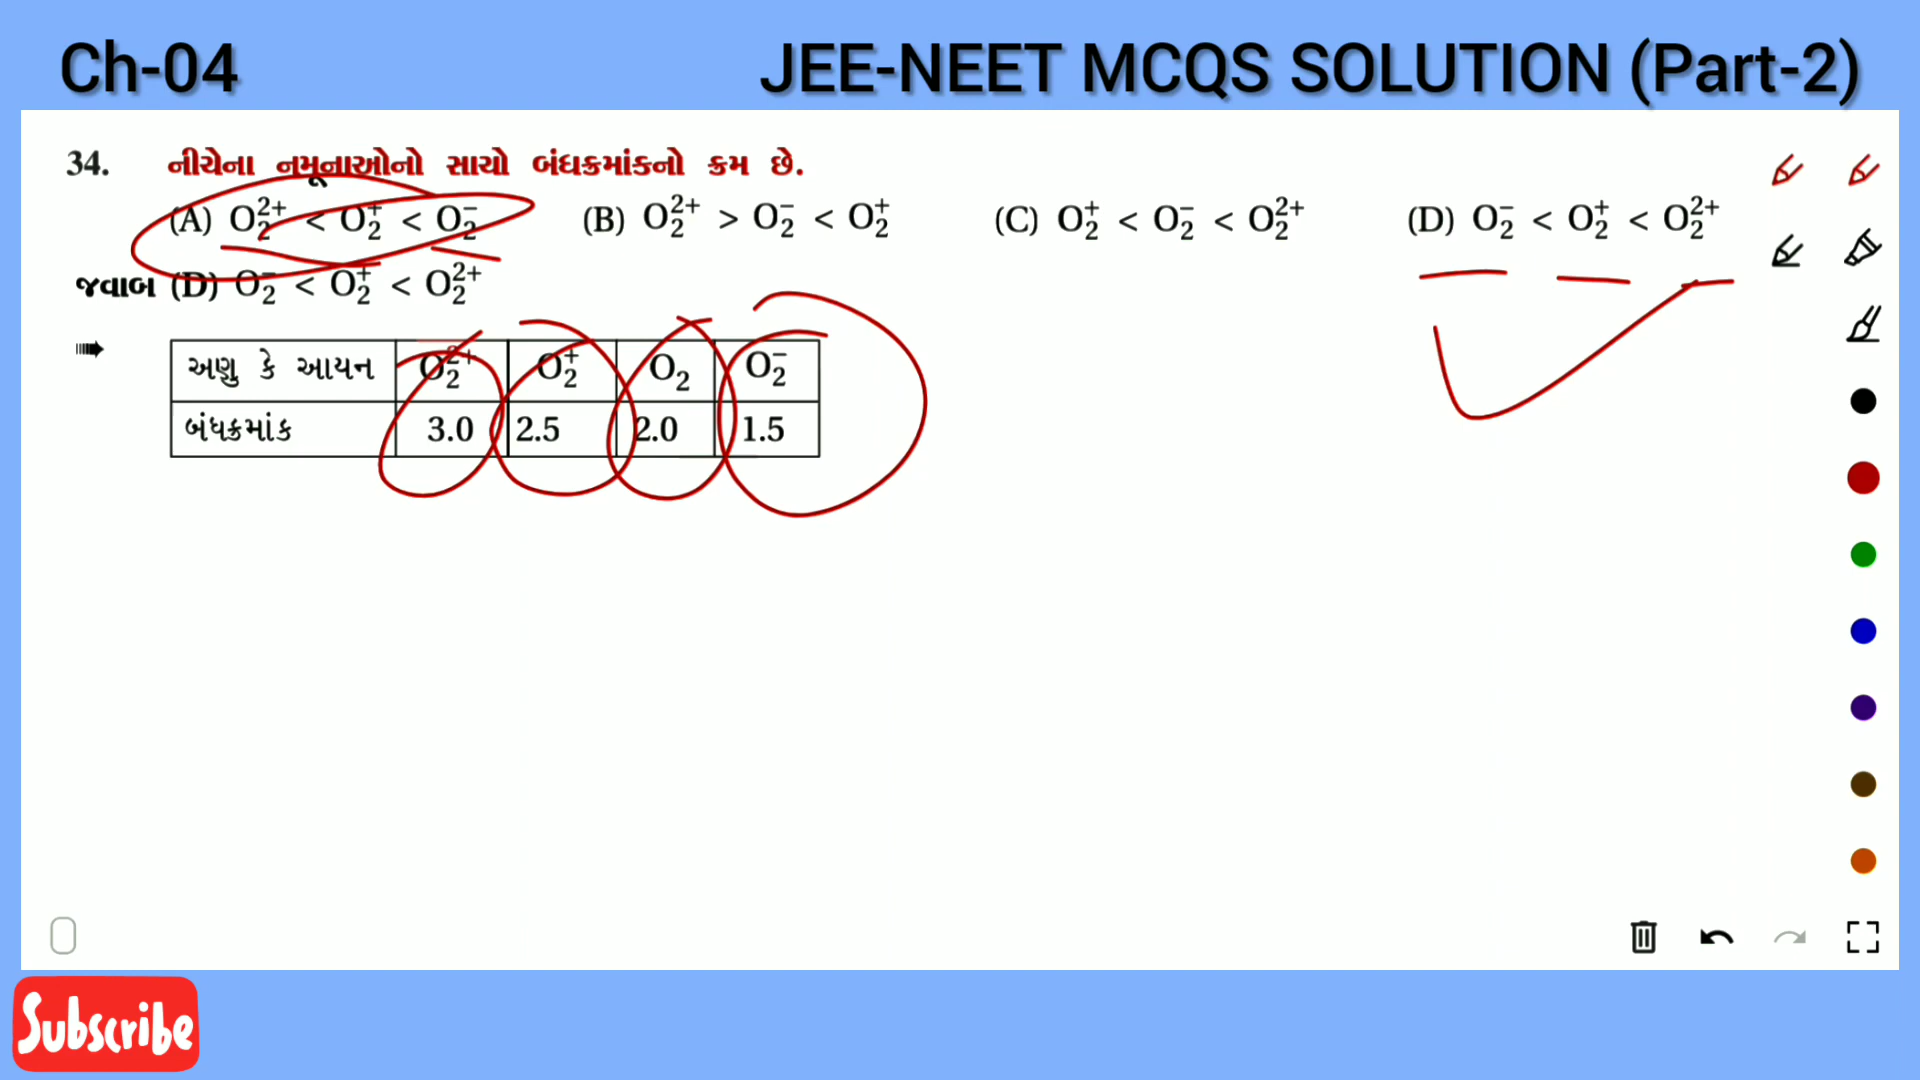 Ch-04 JEE-NEET MCQS SOLUTION (Part-2)
34. નીચેના નમૂનાઓનો સાચો બંધક્રમાંકનો ક્રમ છે.
(A) O₂²⁺ < O₂⁺ < O₂⁻ (B) O₂²⁺ > O₂⁻ < O₂⁺ (C) O₂⁺ < O₂⁻ < O₂²⁺ (D) O₂⁻ < O₂⁺ < O₂²⁺
જવાબ (D) O₂⁻ < O₂⁺ < O₂²⁺
અણુ કે આયન O₂²⁺ O₂⁺ O₂ O₂⁻
બંધક્રમાંક 3.0 2.5 2.0 1.5
Subscribe